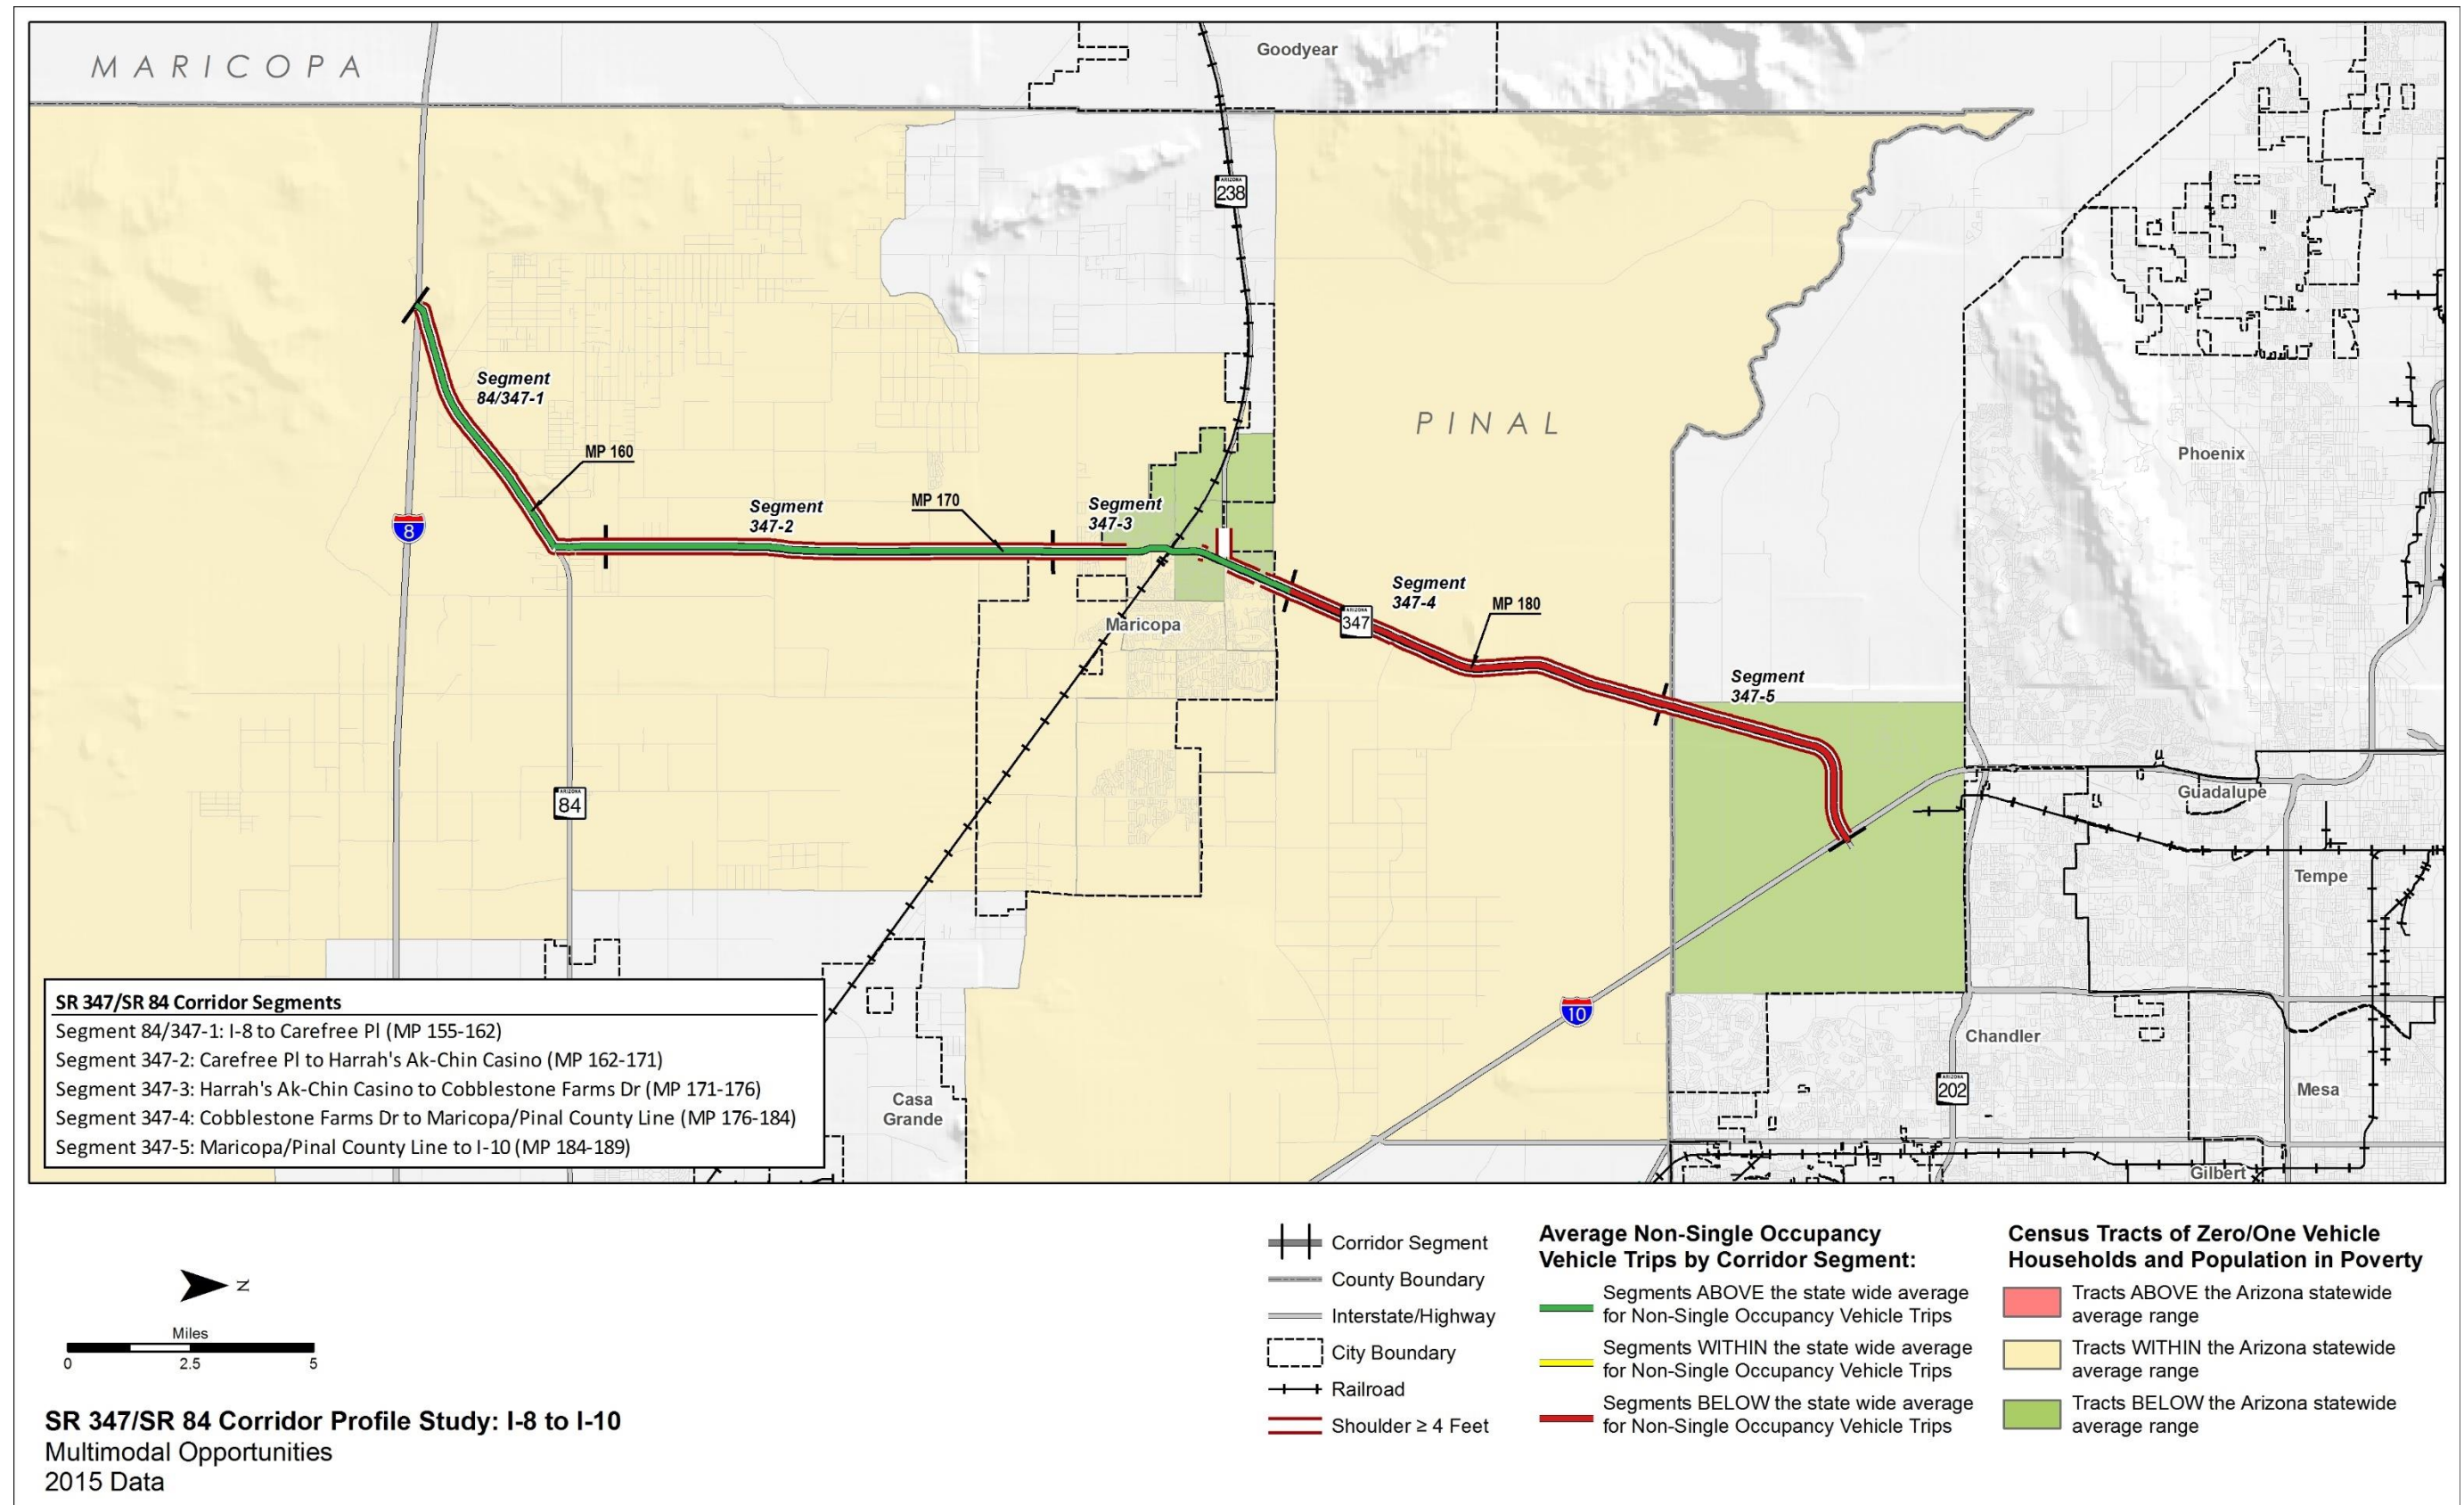 MARICOPA
Goodyear
ARIZONA
238
Segment
84/347-1
MP 160
PINAL
Phoenix
Segment
347-2
MP 170
Segment
347-3
8
Segment
347-4
MP 180
ARIZONA
347
Maricopa
Segment
347-5
ARIZONA
84
Guadalupe
Tempe
SR 347/SR 84 Corridor Segments
Segment 84/347-1: I-8 to Carefree Pl (MP 155-162)
Segment 347-2: Carefree Pl to Harrah's Ak-Chin Casino (MP 162-171)
Segment 347-3: Harrah's Ak-Chin Casino to Cobblestone Farms Dr (MP 171-176)
Segment 347-4: Cobblestone Farms Dr to Maricopa/Pinal County Line (MP 176-184)
Segment 347-5: Maricopa/Pinal County Line to I-10 (MP 184-189)
10
Chandler
ARIZONA
202
Mesa
Casa
Grande
Gilbert
N
Miles
0 2.5 5
SR 347/SR 84 Corridor Profile Study: I-8 to I-10
Multimodal Opportunities
2015 Data
Corridor Segment
County Boundary
Interstate/Highway
City Boundary
Railroad
Shoulder ≥ 4 Feet
Average Non-Single Occupancy
Vehicle Trips by Corridor Segment:
Segments ABOVE the state wide average
for Non-Single Occupancy Vehicle Trips
Segments WITHIN the state wide average
for Non-Single Occupancy Vehicle Trips
Segments BELOW the state wide average
for Non-Single Occupancy Vehicle Trips
Census Tracts of Zero/One Vehicle
Households and Population in Poverty
Tracts ABOVE the Arizona statewide
average range
Tracts WITHIN the Arizona statewide
average range
Tracts BELOW the Arizona statewide
average range